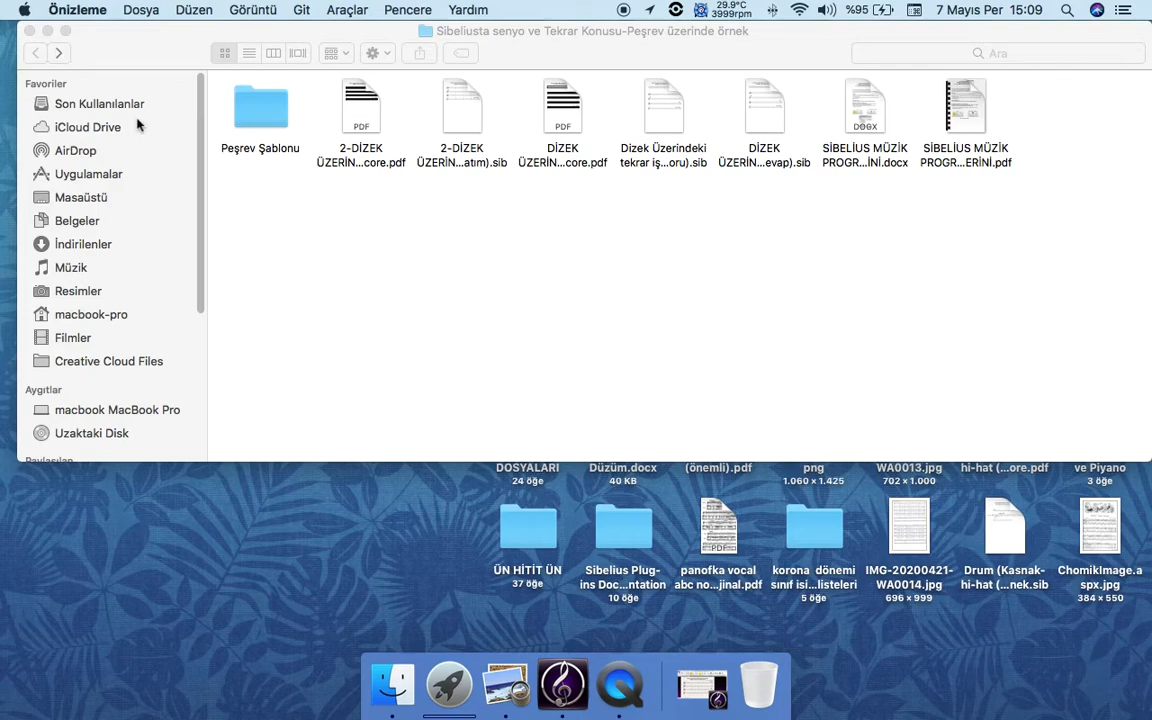 Önizleme Dosya Düzen Görüntü Git Araçlar Pencere Yardım 29.9°C 3999rpm %95 7 Mayıs Per 15:09
Sibeliusta senyo ve Tekrar Konusu-Peşrev üzerinde örnek
Ara
Favoriler
Son Kullanılanlar
iCloud Drive
AirDrop
Uygulamalar
Masaüstü
Belgeler
İndirilenler
Müzik
Resimler
macbook-pro
Filmler
Creative Cloud Files
Aygıtlar
macbook MacBook Pro
Uzaktaki Disk
Paylaşılan
PDF PDF DOCX
Peşrev Şablonu
2-DİZEK
ÜZERİN...core.pdf
2-DİZEK
ÜZERİN...atım).sib
DİZEK
ÜZERİN...core.pdf
Dizek Üzerindeki
tekrar iş...oru).sib
DİZEK
ÜZERİN...evap).sib
SİBELİUS MÜZİK
PROGR...İNİ.docx
SİBELİUS MÜZİK
PROGR...ERİNİ.pdf
DOSYALARI
24 öğe
Düzüm.docx
40 KB
(önemli).pdf
png
1.060 × 1.425
WA0013.jpg
702 × 1.000
hi-hat (...ore.pdf
ve Piyano
3 öğe
PDF
ÜN HİTİT ÜN
37 öğe
Sibelius Plug-
ins Doc...ntation
10 öğe
panofka vocal
abc no...jinal.pdf
korona dönemi
sınıf isi...listeleri
5 öğe
IMG-20200421-
WA0014.jpg
696 × 999
Drum (Kasnak-
hi-hat (...nek.sib
ChomikImage.a
spx.jpg
384 × 550